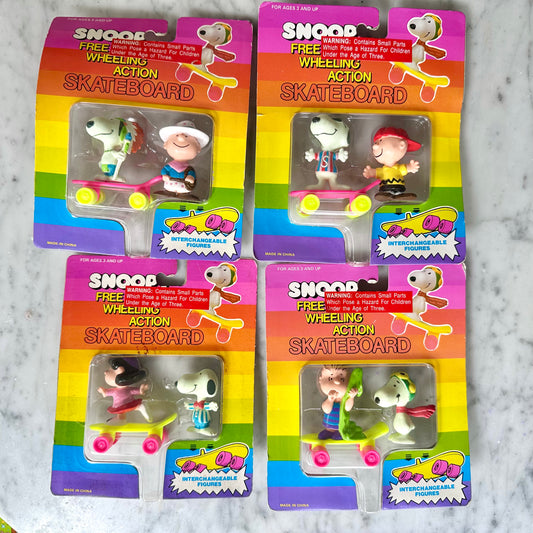 FOR AGES 3 AND UP
SNOOP
WARNING: Contains Small Parts
Which Pose a Hazard For Children
Under the Age of Three.
FREE
WHEELING
ACTION
SKATEBOARD
INTERCHANGEABLE
FIGURES
MADE IN CHINA
FOR AGES 3 AND UP
SNOOP
WARNING: Contains Small Parts
Which Pose a Hazard For Children
Under the Age of Three.
FREE
WHEELING
ACTION
SKATEBOARD
S
INTERCHANGEABLE
FIGURES
MADE IN CHINA
FOR AGES 3 AND UP
SNOOP
WARNING: Contains Small Parts
Which Pose a Hazard For Children
Under the Age of Three.
FREE
WHEELING
ACTION
SKATEBOARD
INTERCHANGEABLE
FIGURES
MADE IN CHINA
FOR AGES 3 AND UP
SNOOP
WARNING: Contains Small Parts
Which Pose a Hazard For Children
Under the Age of Three.
FREE
WHEELING
ACTION
SKATEBOARD
INTERCHANGEABLE
FIGURES
MADE IN CHINA